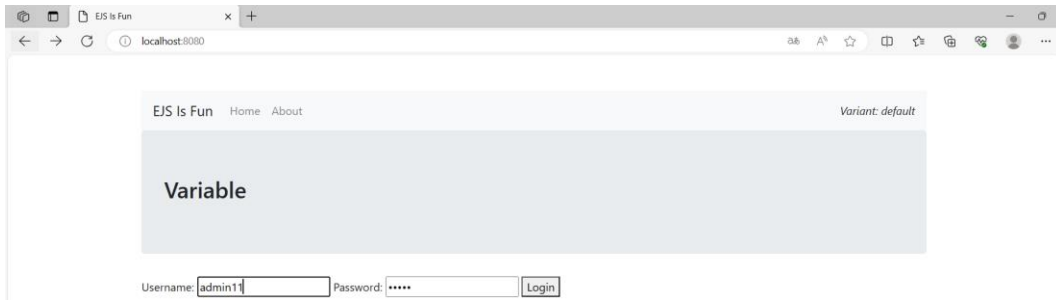 EJS Is Fun
localhost:8080
EJS Is Fun Home About Variant: default
Variable
Username: admin11 Password: ••••• Login